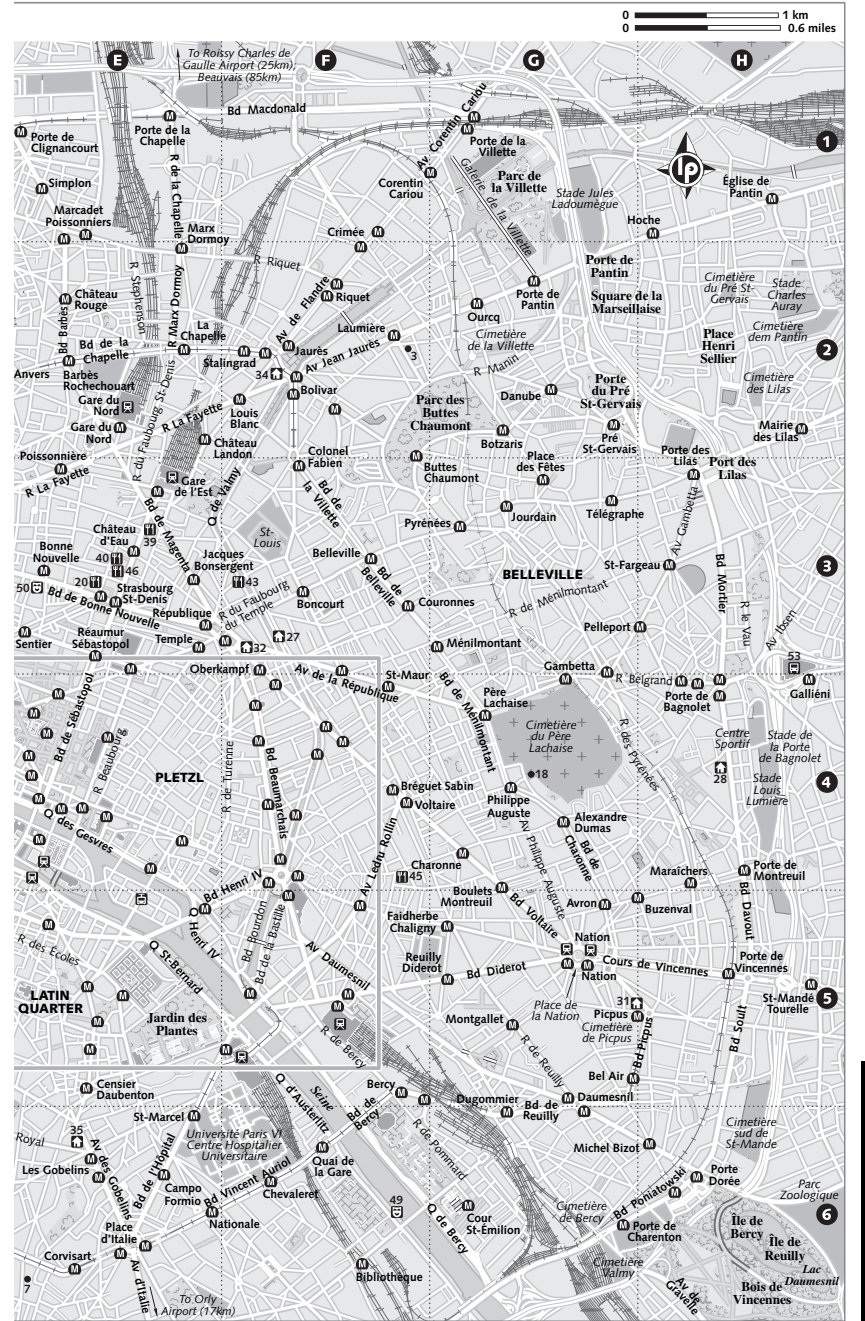 0 1 km
0 0.6 miles
E
F
G
H
To Roissy Charles de
Gaulle Airport (25km);
Beauvais (85km)
Bd Macdonald
Porte de
Clignancourt
Porte de la
Chapelle
Av. Corentin Cariou
Porte de la
Villette
1
Simplon
R de la Chapelle
Corentin
Cariou
Galerie de la Villette
Parc de
la Villette
Stade Jules
Ladoumègue
lp
Église de
Pantin
Marcadet
Poissonniers
Marx
Dormoy
Crimée
Hoche
R Riquet
Porte de
Pantin
R Stephenson
R Marx Dormoy
Av de Flandre
Riquet
Porte de
Pantin
Square de la
Marseillaise
Cimetière
du Pré St-
Gervais
Stade
Charles
Auray
Château
Rouge
Bd Barbès
La
Chapelle
Laumière
Ourcq
Cimetière
de la Villette
Place
Henri
Sellier
Cimetière
dem Pantin
2
Bd de la
Chapelle
Stalingrad
Jaurès
Av Jean Jaurès
3
R Manin
Anvers
Barbès
Rochechouart
34
Bolivar
Danube
Porte
du Pré
St-Gervais
Cimetière
des Lilas
Gare du
Nord
R du Faubourg St-Denis
R La Fayette
Louis
Blanc
Parc des
Buttes
Chaumont
Gare du
Nord
Château
Landon
Botzaris
Pré
St-Gervais
Mairie
des Lilas
Poissonnière
R La Fayette
Gare
de l'Est
Q de Valmy
Colonel
Fabien
Buttes
Chaumont
Place
des Fêtes
Porte des
Lilas
Port des
Lilas
Bd de
la Villette
Jourdain
Télégraphe
Av Gambetta
Château
d'Eau
39
Bd de Magenta
St-
Louis
Pyrénées
Bonne
Nouvelle
40
46
Jacques
Bonsergent
Belleville
BELLEVILLE
St-Fargeau
Bd Mortier
3
50
20
Strasbourg
St-Denis
43
Bd de
Belleville
R de Ménilmontant
R le Vau
Bd de Bonne Nouvelle
République
R du Faubourg
du Temple
Boncourt
Couronnes
Pelleport
Av Ibsen
Sentier
Réaumur
Sébastopol
Temple
32
27
Ménilmontant
53
Oberkampf
Av de la République
St-Maur
Gambetta
R Belgrand
Porte de
Bagnolet
Galliéni
Bd de Sébastopol
R Beaubourg
R de Turenne
Bd de Ménilmontant
Père
Lachaise
Cimetière
du Père
Lachaise
R des Pyrénées
Centre
Sportif
Stade de
la Porte
de Bagnolet
PLETZL
Bd Beaumarchais
18
28
Stade
Louis
Lumière
4
Bréguet Sabin
Voltaire
Philippe
Auguste
Q des Gesvres
Av Ledru Rollin
Av Philippe Auguste
Alexandre
Dumas
Bd de
Charonne
Charonne
45
Maraîchers
Porte de
Montreuil
Bd Henri IV
Boulets
Montreuil
Avron
Buzenval
Bd Davout
R des Écoles
Q Henri IV
Bd Bourdon
Bd de la Bastille
Faidherbe
Chaligny
Bd Voltaire
Nation
Q St-Bernard
Av Daumesnil
Reuilly
Diderot
Bd Diderot
Nation
Cours de Vincennes
Porte de
Vincennes
LATIN
QUARTER
Jardin des
Plantes
Place de
la Nation
31
Picpus
St-Mandé
Tourelle
5
R de Bercy
Montgallet
Cimetière
de Picpus
Bd Soult
R de Reuilly
Bd Picpus
Censier
Daubenton
Q d'Austerlitz
Seine
Bercy
Bel Air
St-Marcel
Bd de
Bercy
Dugommier
Bd de
Reuilly
Daumesnil
35
Royal
Université Paris VI
Centre Hospitalier
Universitaire
R de Pommard
Cimetière
sud de
St-Mande
Les Gobelins
Av des Gobelins
Bd de l'Hôpital
Quai de
la Gare
Michel Bizot
Campo
Formio
Bd Vincent Auriol
Chevaleret
Porte
Dorée
Parc
Zoologique
49
Bd Poniatowski
Place
d'Italie
Nationale
Q de Bercy
Cour
St-Émilion
Cimetière
de Bercy
Porte de
Charenton
Île de
Bercy
Île de
Reuilly
6
Corvisart
Bibliothèque
Cimetière
Valmy
Lac
Daumesnil
7
Av d'Italie
To Orly
Airport (17km)
Av de
Gravelle
Bois de
Vincennes